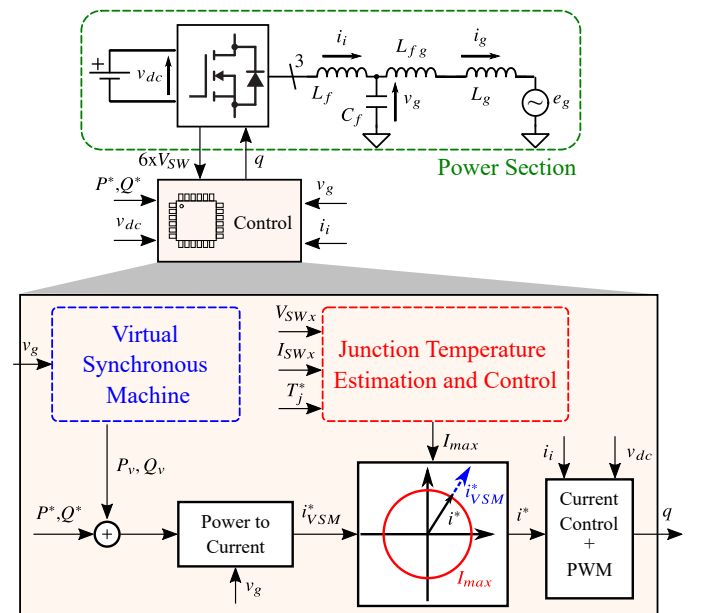 +
v_dc
3
i_i
L_f
L_fg
i_g
C_f
v_g
L_g
e_g
Power Section
6xV_SW
q
P*,Q*
v_dc
Control
v_g
i_i
v_g
Virtual
Synchronous
Machine
V_SWx
I_SWx
T_j^*
Junction Temperature
Estimation and Control
P_v, Q_v
I_max
P*,Q*
+
Power to
Current
v_g
i^*_VSM
i^*_VSM
i*
I_max
i*
i_i
v_dc
Current
Control
+
PWM
q